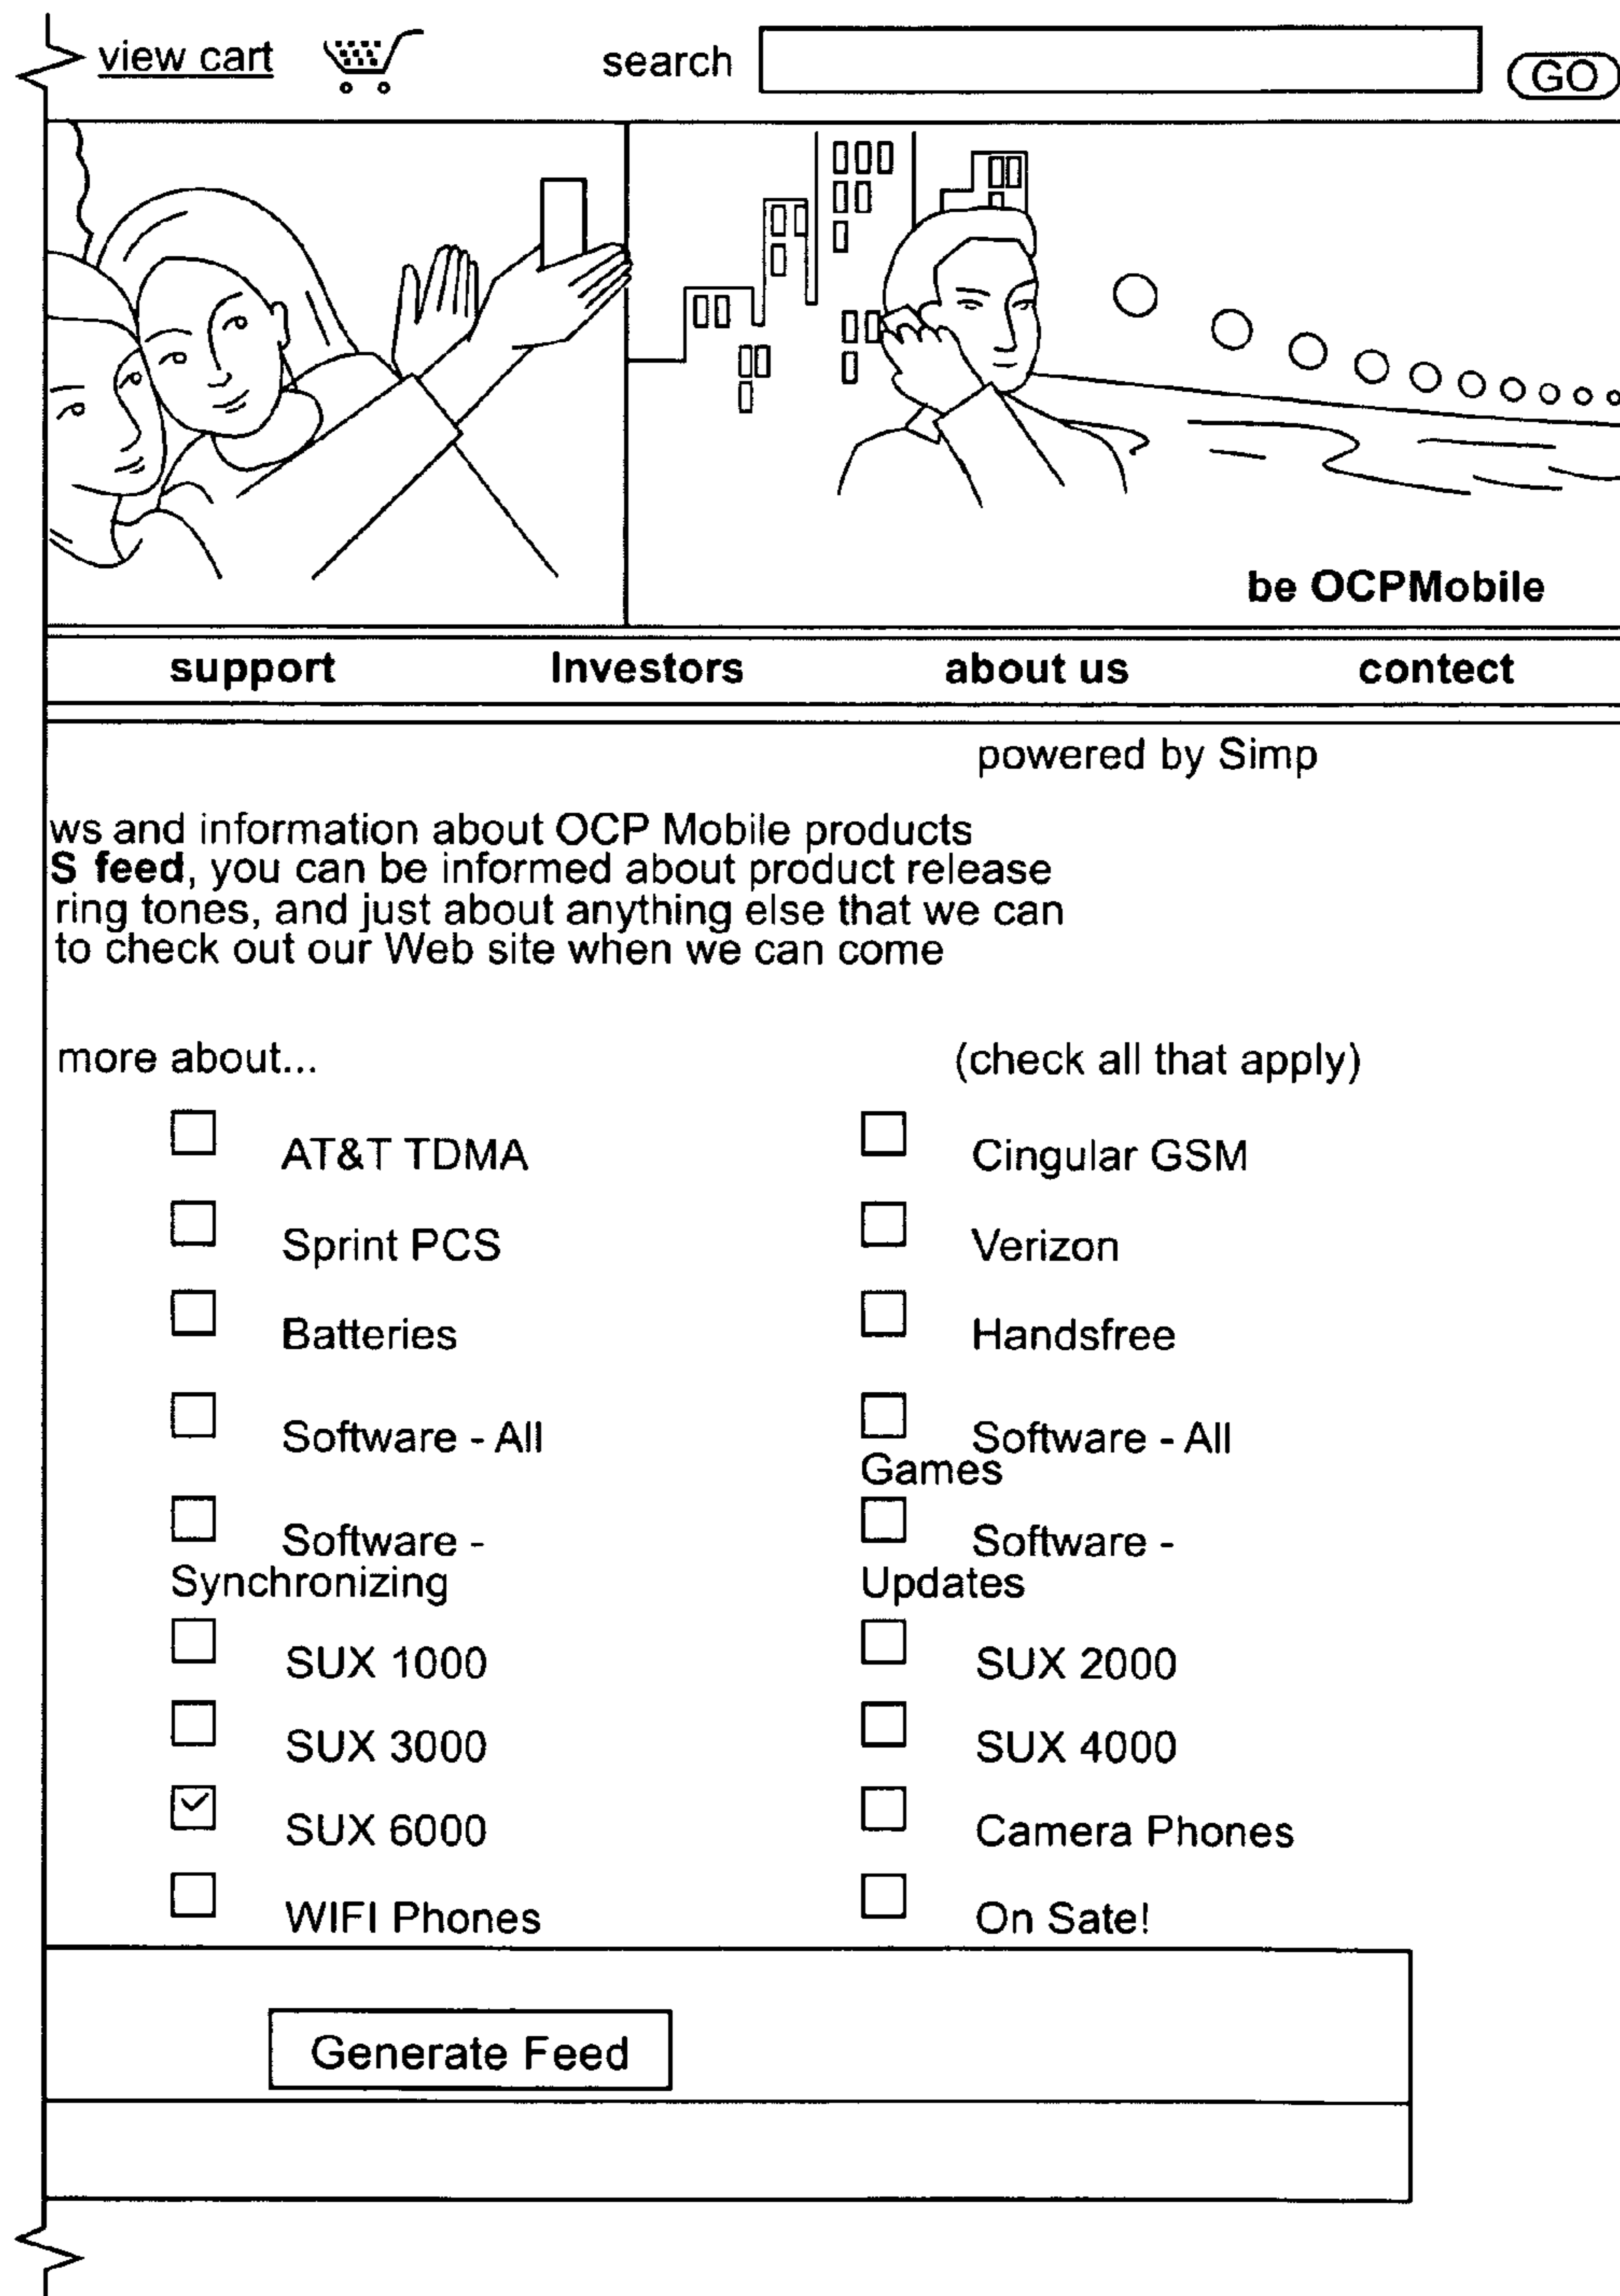 view cart search GO
be OCPMobile
support Investors about us contect
powered by Simp
ws and information about OCP Mobile products
S feed, you can be informed about product release
ring tones, and just about anything else that we can
to check out our Web site when we can come
more about... (check all that apply)
AT&T TDMA Cingular GSM
Sprint PCS Verizon
Batteries Handsfree
Software - All Software - All
Games
Software - Software -
Synchronizing Updates
SUX 1000 SUX 2000
SUX 3000 SUX 4000
SUX 6000 Camera Phones
WIFI Phones On Sate!
Generate Feed